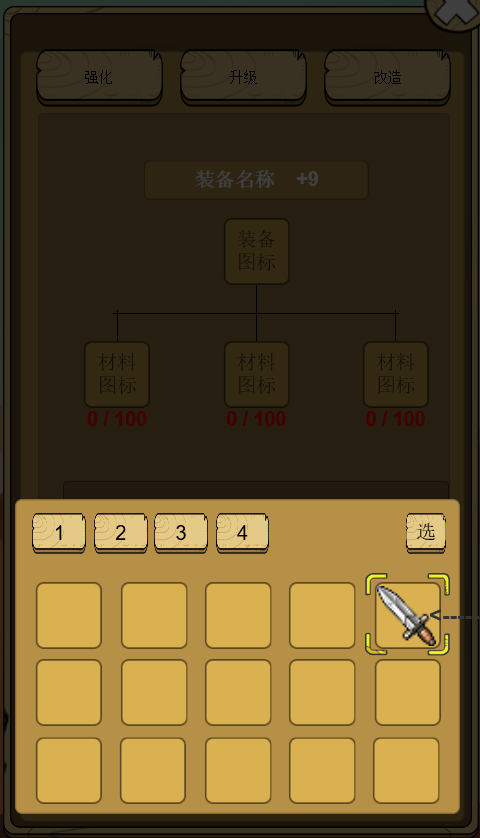 强化 升级 改造
装备名称 +9
装备
图标
材料 材料 材料
图标 图标 图标
0 / 100 0 / 100 0 / 100
1 2 3 4 选